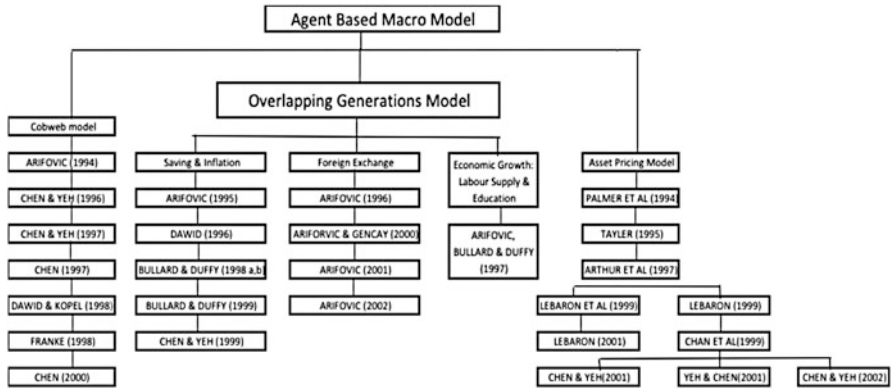 Agent Based Macro Model
Overlapping Generations Model
Cobweb model
ARIFOVIC (1994)
CHEN & YEH (1996)
CHEN & YEH (1997)
CHEN (1997)
DAWID & KOPEL (1998)
FRANKE (1998)
CHEN (2000)
Saving & Inflation
ARIFOVIC (1995)
DAWID (1996)
BULLARD & DUFFY (1998 a,b)
BULLARD & DUFFY (1999)
CHEN & YEH (1999)
Foreign Exchange
ARIFOVIC (1996)
ARIFORVIC & GENCAY (2000)
ARIFOVIC (2001)
ARIFOVIC (2002)
Economic Growth:
Labour Supply &
Education
ARIFOVIC,
BULLARD & DUFFY
(1997)
Asset Pricing Model
PALMER ET AL (1994)
TAYLER (1995)
ARTHUR ET AL (1997)
LEBARON ET AL (1999)
LEBARON (2001)
LEBARON (1999)
CHAN ET AL(1999)
CHEN & YEH(2001)
YEH & CHEN(2001)
CHEN & YEH (2002)